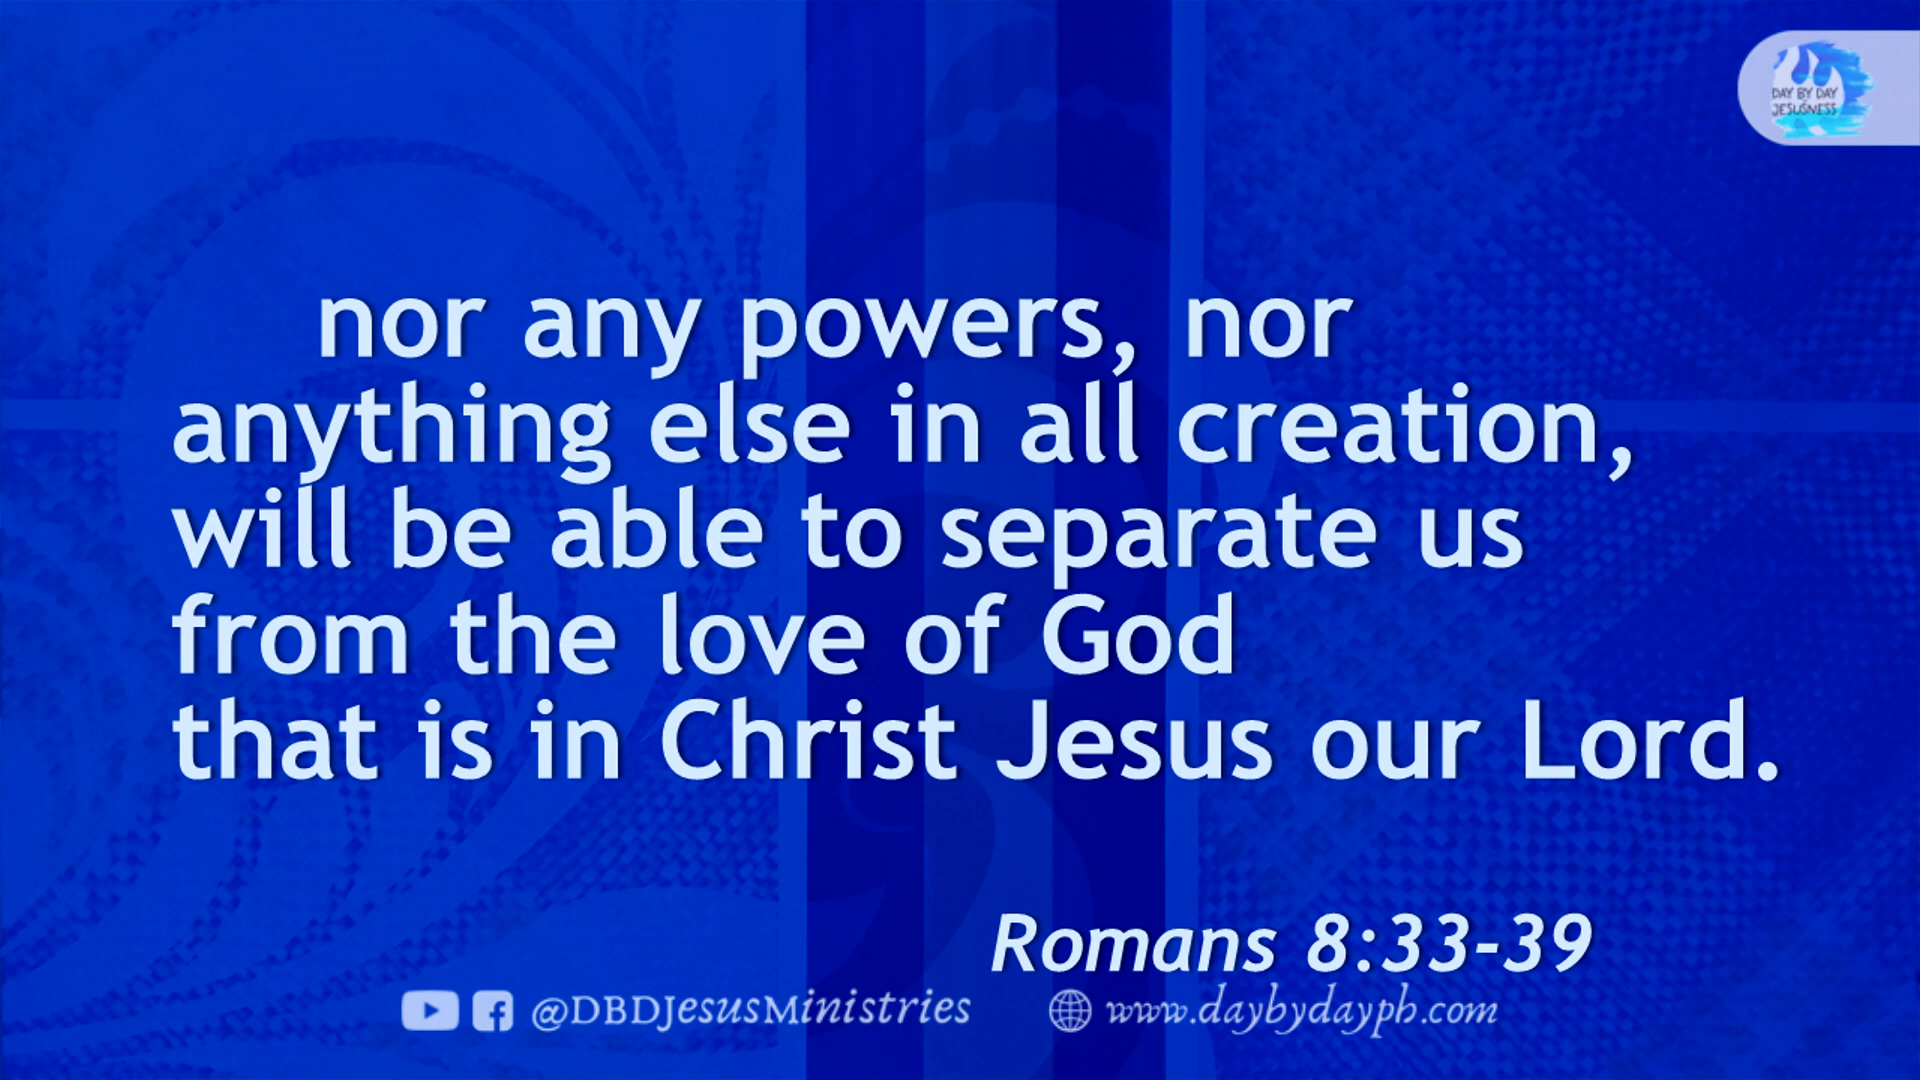 DAY BY DAY
JESUSNESS
nor any powers, nor
anything else in all creation,
will be able to separate us
from the love of God
that is in Christ Jesus our Lord.
Romans 8:33-39
@DBDJesusMinistries www.daybydayph.com